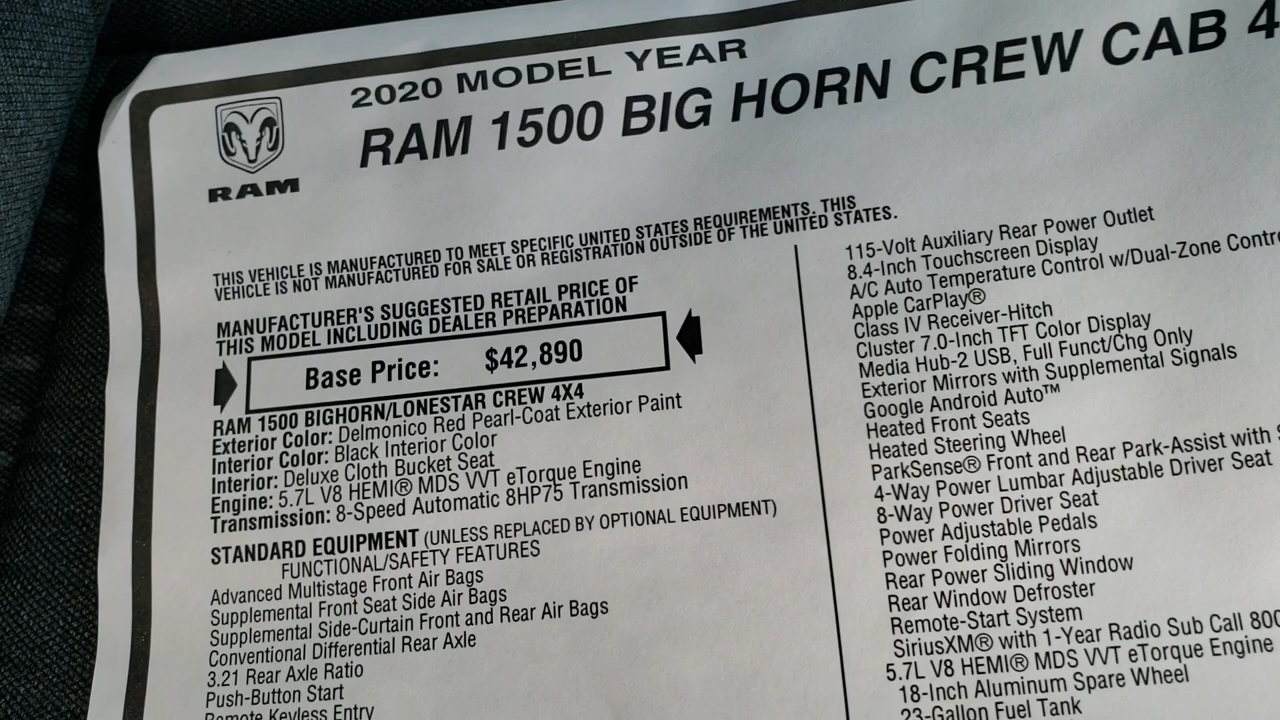 2020 MODEL YEAR
RAM 1500 BIG HORN CREW CAB 4
RAM
THIS VEHICLE IS MANUFACTURED TO MEET SPECIFIC UNITED STATES REQUIREMENTS. THIS
VEHICLE IS NOT MANUFACTURED FOR SALE OR REGISTRATION OUTSIDE OF THE UNITED STATES.
MANUFACTURER'S SUGGESTED RETAIL PRICE OF
THIS MODEL INCLUDING DEALER PREPARATION
Base Price: $42,890
RAM 1500 BIGHORN/LONESTAR CREW 4X4
Exterior Color: Delmonico Red Pearl-Coat Exterior Paint
Interior Color: Black Interior Color
Interior: Deluxe Cloth Bucket Seat
Engine: 5.7L V8 HEMI® MDS VVT eTorque Engine
Transmission: 8-Speed Automatic 8HP75 Transmission
STANDARD EQUIPMENT (UNLESS REPLACED BY OPTIONAL EQUIPMENT)
FUNCTIONAL/SAFETY FEATURES
Advanced Multistage Front Air Bags
Supplemental Front Seat Side Air Bags
Supplemental Side-Curtain Front and Rear Air Bags
Conventional Differential Rear Axle
3.21 Rear Axle Ratio
Push-Button Start
Remote Keyless Entry
115-Volt Auxiliary Rear Power Outlet
8.4-Inch Touchscreen Display
A/C Auto Temperature Control w/Dual-Zone Contro
Apple CarPlay®
Class IV Receiver-Hitch
Cluster 7.0-Inch TFT Color Display
Media Hub-2 USB, Full Funct/Chg Only
Exterior Mirrors with Supplemental Signals
Google Android Auto™
Heated Front Seats
Heated Steering Wheel
ParkSense® Front and Rear Park-Assist with S
4-Way Power Lumbar Adjustable Driver Seat
8-Way Power Driver Seat
Power Adjustable Pedals
Power Folding Mirrors
Rear Power Sliding Window
Rear Window Defroster
Remote-Start System
SiriusXM® with 1-Year Radio Sub Call 800
5.7L V8 HEMI® MDS VVT eTorque Engine
18-Inch Aluminum Spare Wheel
23-Gallon Fuel Tank